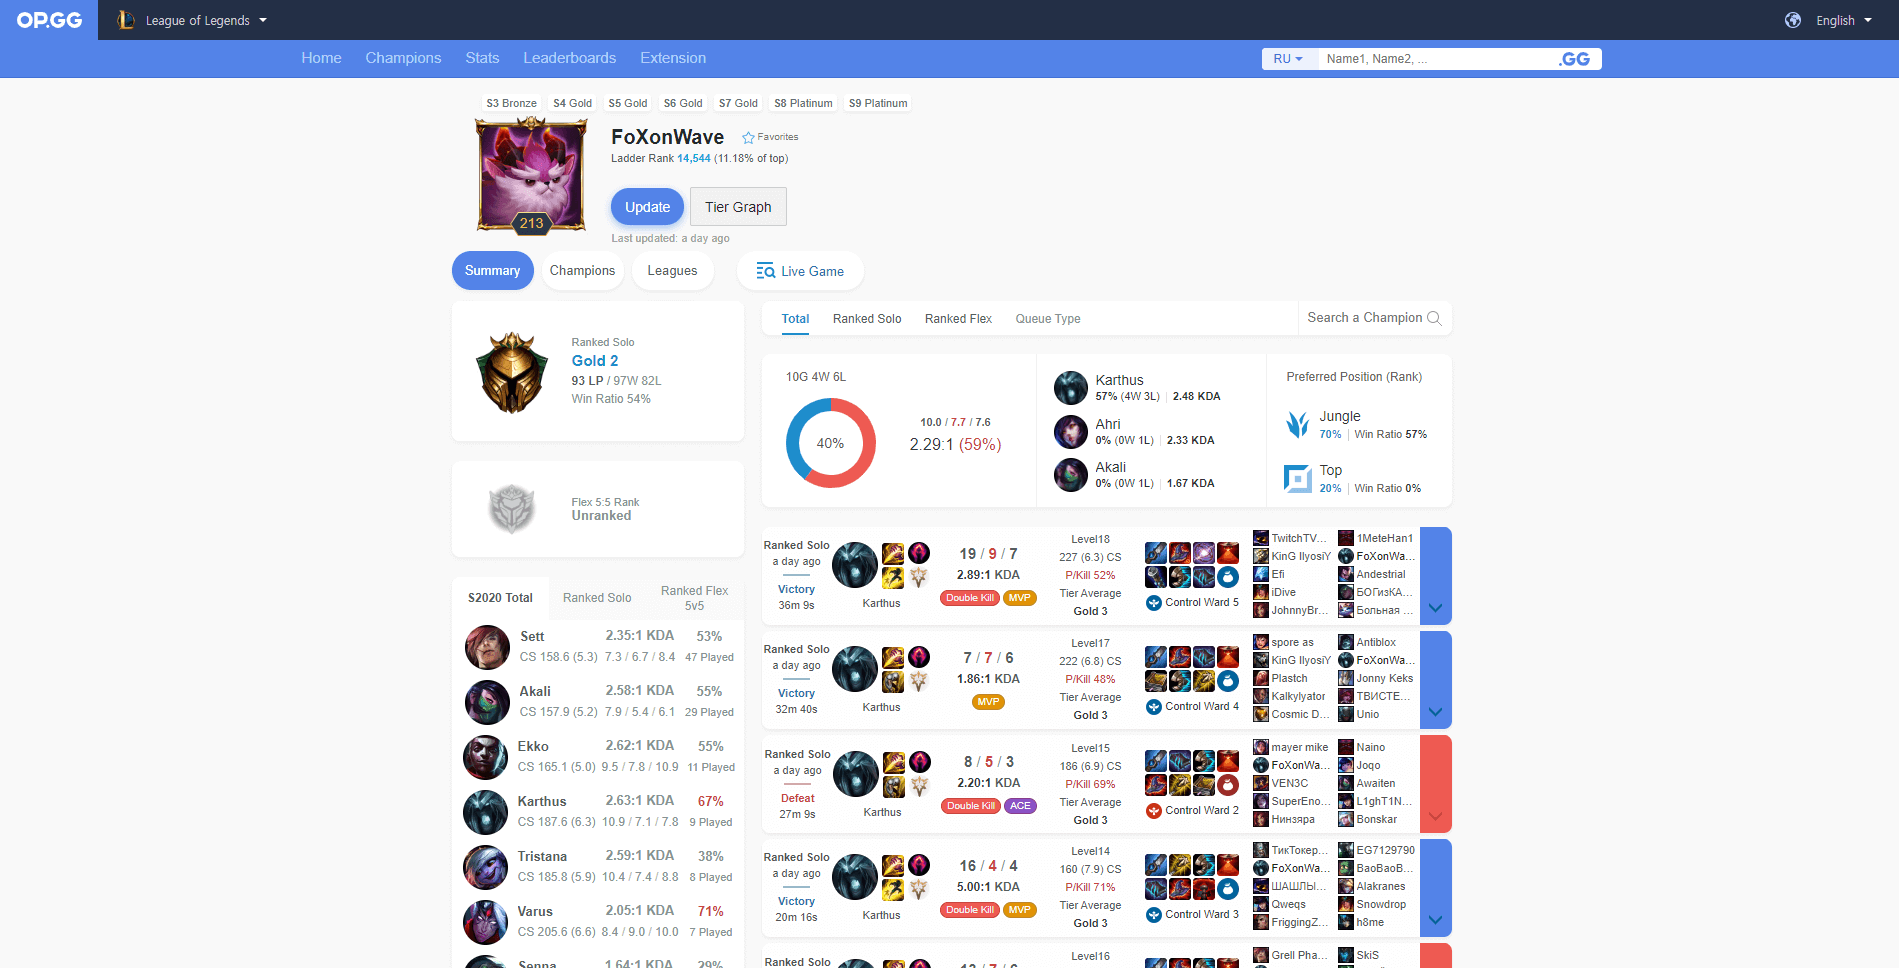 OP.GG League of Legends English
Home Champions Stats Leaderboards Extension RU Name1, Name2, ... .GG
S3 Bronze S4 Gold S5 Gold S6 Gold S7 Gold S8 Platinum S9 Platinum
213
FoXonWave Favorites
Ladder Rank 14,544 (11.18% of top)
Update Tier Graph
Last updated: a day ago
Summary Champions Leagues Live Game
Ranked Solo
Gold 2
93 LP / 97W 82L
Win Ratio 54%
Flex 5:5 Rank
Unranked
S2020 Total Ranked Solo Ranked Flex 5v5
Sett 2.35:1 KDA 53%
CS 158.6 (5.3) 7.3 / 6.7 / 8.4 47 Played
Akali 2.58:1 KDA 55%
CS 157.9 (5.2) 7.9 / 5.4 / 6.1 29 Played
Ekko 2.62:1 KDA 55%
CS 165.1 (5.0) 9.5 / 7.8 / 10.9 11 Played
Karthus 2.63:1 KDA 67%
CS 187.6 (6.3) 10.9 / 7.1 / 7.8 9 Played
Tristana 2.59:1 KDA 38%
CS 185.8 (5.9) 10.4 / 7.4 / 8.8 8 Played
Varus 2.05:1 KDA 71%
CS 205.6 (6.6) 8.4 / 9.0 / 10.0 7 Played
Senna 1.64:1 KDA 29%
Total Ranked Solo Ranked Flex Queue Type Search a Champion
10G 4W 6L
40%
10.0 / 7.7 / 7.6
2.29:1 (59%)
Karthus
57% (4W 3L) 2.48 KDA
Ahri
0% (0W 1L) 2.33 KDA
Akali
0% (0W 1L) 1.67 KDA
Preferred Position (Rank)
Jungle
70% Win Ratio 57%
Top
20% Win Ratio 0%
Ranked Solo
a day ago
Victory
36m 9s
Karthus
19 / 9 / 7
2.89:1 KDA
Double Kill MVP
Level18
227 (6.3) CS
P/Kill 52%
Tier Average
Gold 3
Control Ward 5
TwitchTV... 1MeteHan1
KinG IlyosiY FoXonWa...
Efi Andestrial
iDive БОГизКА...
JohnnyBr... Больная ...
Ranked Solo
a day ago
Victory
32m 40s
Karthus
7 / 7 / 6
1.86:1 KDA
MVP
Level17
222 (6.8) CS
P/Kill 48%
Tier Average
Gold 3
Control Ward 4
spore as Antiblox
KinG IlyosiY FoXonWa...
Plastch Jonny Keks
Kalkylyator ТВИСТЕ...
Cosmic D... Unio
Ranked Solo
a day ago
Defeat
27m 9s
Karthus
8 / 5 / 3
2.20:1 KDA
Double Kill ACE
Level15
186 (6.9) CS
P/Kill 69%
Tier Average
Gold 3
Control Ward 2
mayer mike Naino
FoXonWa... Joqo
VEN3C Awaiten
SuperEno... L1ghT1N...
Нинзяра Bonskar
Ranked Solo
a day ago
Victory
20m 16s
Karthus
16 / 4 / 4
5.00:1 KDA
Double Kill MVP
Level14
160 (7.9) CS
P/Kill 71%
Tier Average
Gold 3
Control Ward 3
ТикТокер... EG7129790
FoXonWa... BaoBaoB...
ШАШЛЫ... Alakranes
Qweqs Snowdrop
FriggingZ... h8me
Ranked Solo
Level16
Grell Pha... SkiS